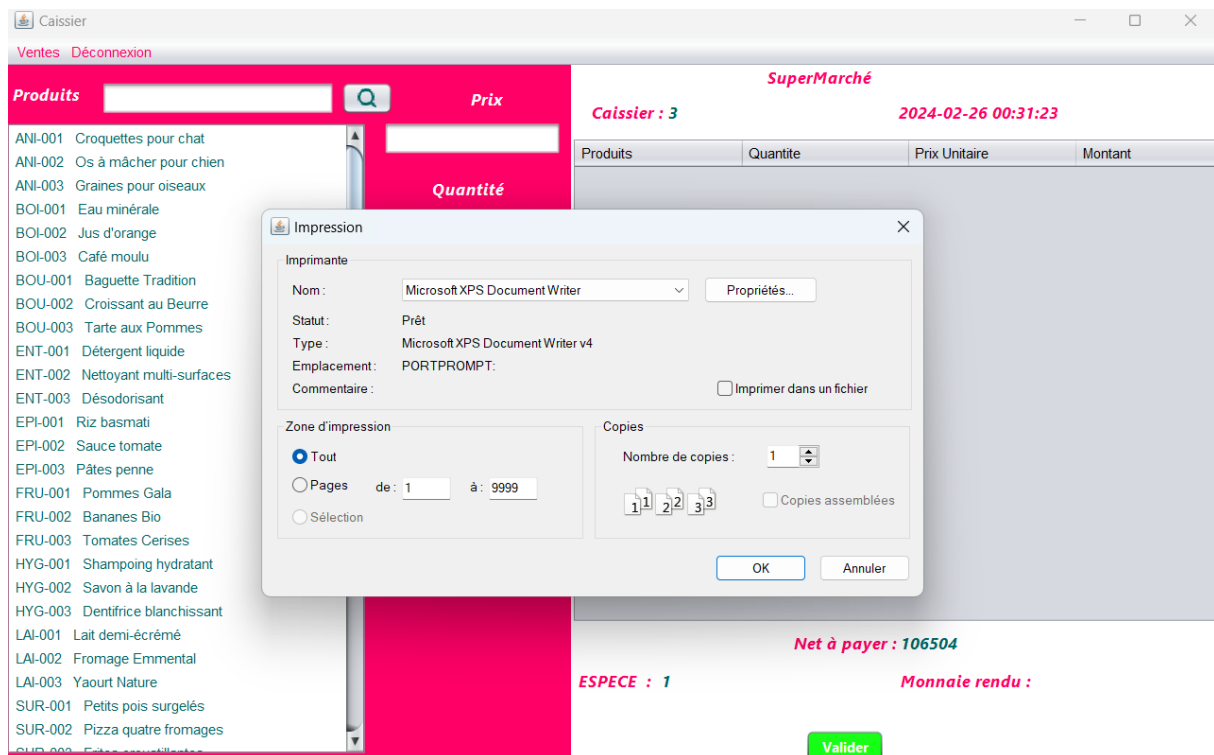 Caissier
Ventes Déconnexion
Produits
Prix
Quantité
ANI-001 Croquettes pour chat
ANI-002 Os à mâcher pour chien
ANI-003 Graines pour oiseaux
BOI-001 Eau minérale
BOI-002 Jus d'orange
BOI-003 Café moulu
BOU-001 Baguette Tradition
BOU-002 Croissant au Beurre
BOU-003 Tarte aux Pommes
ENT-001 Détergent liquide
ENT-002 Nettoyant multi-surfaces
ENT-003 Désodorisant
EPI-001 Riz basmati
EPI-002 Sauce tomate
EPI-003 Pâtes penne
FRU-001 Pommes Gala
FRU-002 Bananes Bio
FRU-003 Tomates Cerises
HYG-001 Shampoing hydratant
HYG-002 Savon à la lavande
HYG-003 Dentifrice blanchissant
LAI-001 Lait demi-écrémé
LAI-002 Fromage Emmental
LAI-003 Yaourt Nature
SUR-001 Petits pois surgelés
SUR-002 Pizza quatre fromages
SuperMarché
Caissier : 3 2024-02-26 00:31:23
Produits Quantite Prix Unitaire Montant
Impression
Imprimante
Nom : Microsoft XPS Document Writer Propriétés...
Statut : Prêt
Type : Microsoft XPS Document Writer v4
Emplacement : PORTPROMPT:
Commentaire : Imprimer dans un fichier
Zone d'impression
Tout
Pages de : 1 à : 9999
Sélection
Copies
Nombre de copies : 1
11 22 33 Copies assemblées
OK Annuler
Net à payer : 106504
ESPECE : 1 Monnaie rendu :
Valider